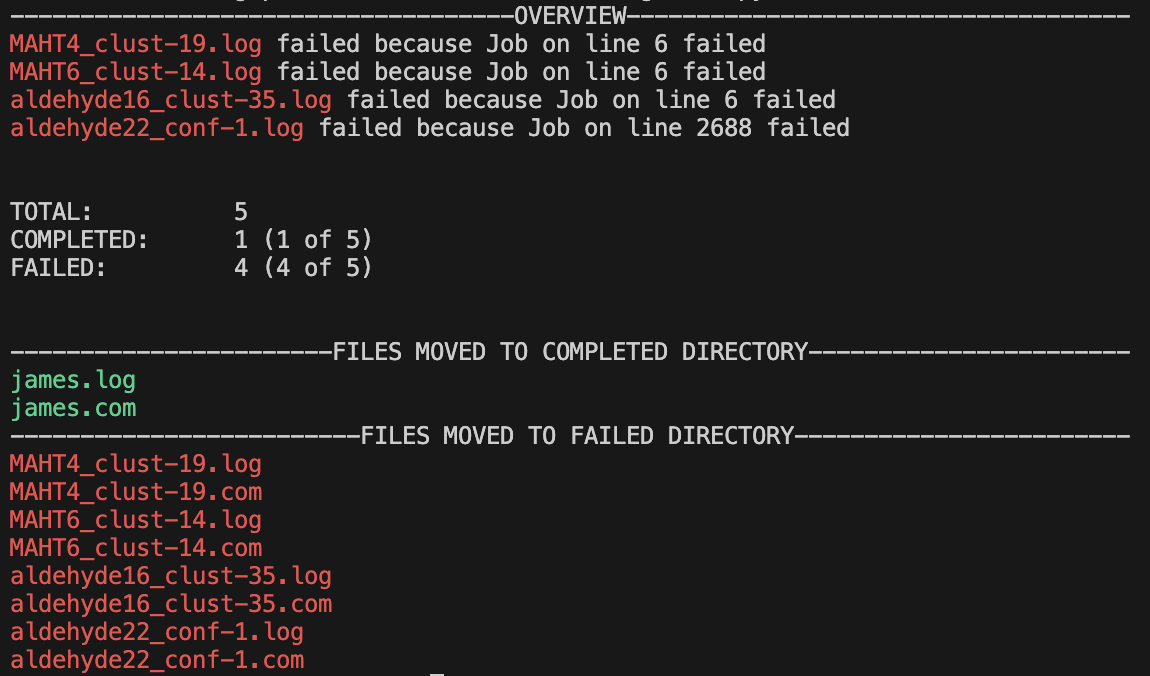 ------------------------------------OVERVIEW------------------------------------
MAHT4_clust-19.log failed because Job on line 6 failed
MAHT6_clust-14.log failed because Job on line 6 failed
aldehyde16_clust-35.log failed because Job on line 6 failed
aldehyde22_conf-1.log failed because Job on line 2688 failed
TOTAL:          5
COMPLETED:      1 (1 of 5)
FAILED:         4 (4 of 5)
-----------------------FILES MOVED TO COMPLETED DIRECTORY-----------------------
james.log
james.com
-------------------------FILES MOVED TO FAILED DIRECTORY------------------------
MAHT4_clust-19.log
MAHT4_clust-19.com
MAHT6_clust-14.log
MAHT6_clust-14.com
aldehyde16_clust-35.log
aldehyde16_clust-35.com
aldehyde22_conf-1.log
aldehyde22_conf-1.com